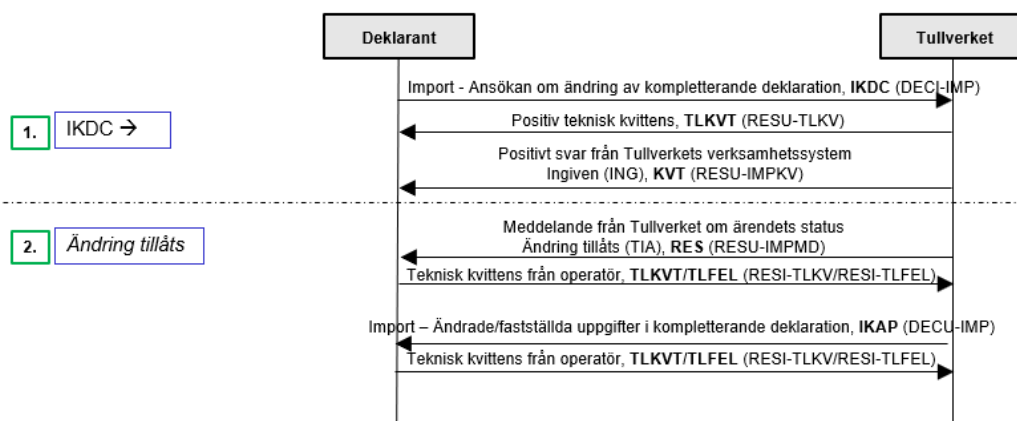 Deklarant
Tullverket
Import - Ansökan om ändring av kompletterande deklaration, IKDC (DECI-IMP)
1.
IKDC →
Positiv teknisk kvittens, TLKVT (RESU-TLKV)
Positivt svar från Tullverkets verksamhetssystem
Ingiven (ING), KVT (RESU-IMPKV)
2.
Ändring tillåts
Meddelande från Tullverket om ärendets status
Ändring tillåts (TIA), RES (RESU-IMPMD)
Teknisk kvittens från operatör, TLKVT/TLFEL (RESI-TLKV/RESI-TLFEL)
Import – Ändrade/fastställda uppgifter i kompletterande deklaration, IKAP (DECU-IMP)
Teknisk kvittens från operatör, TLKVT/TLFEL (RESI-TLKV/RESI-TLFEL)